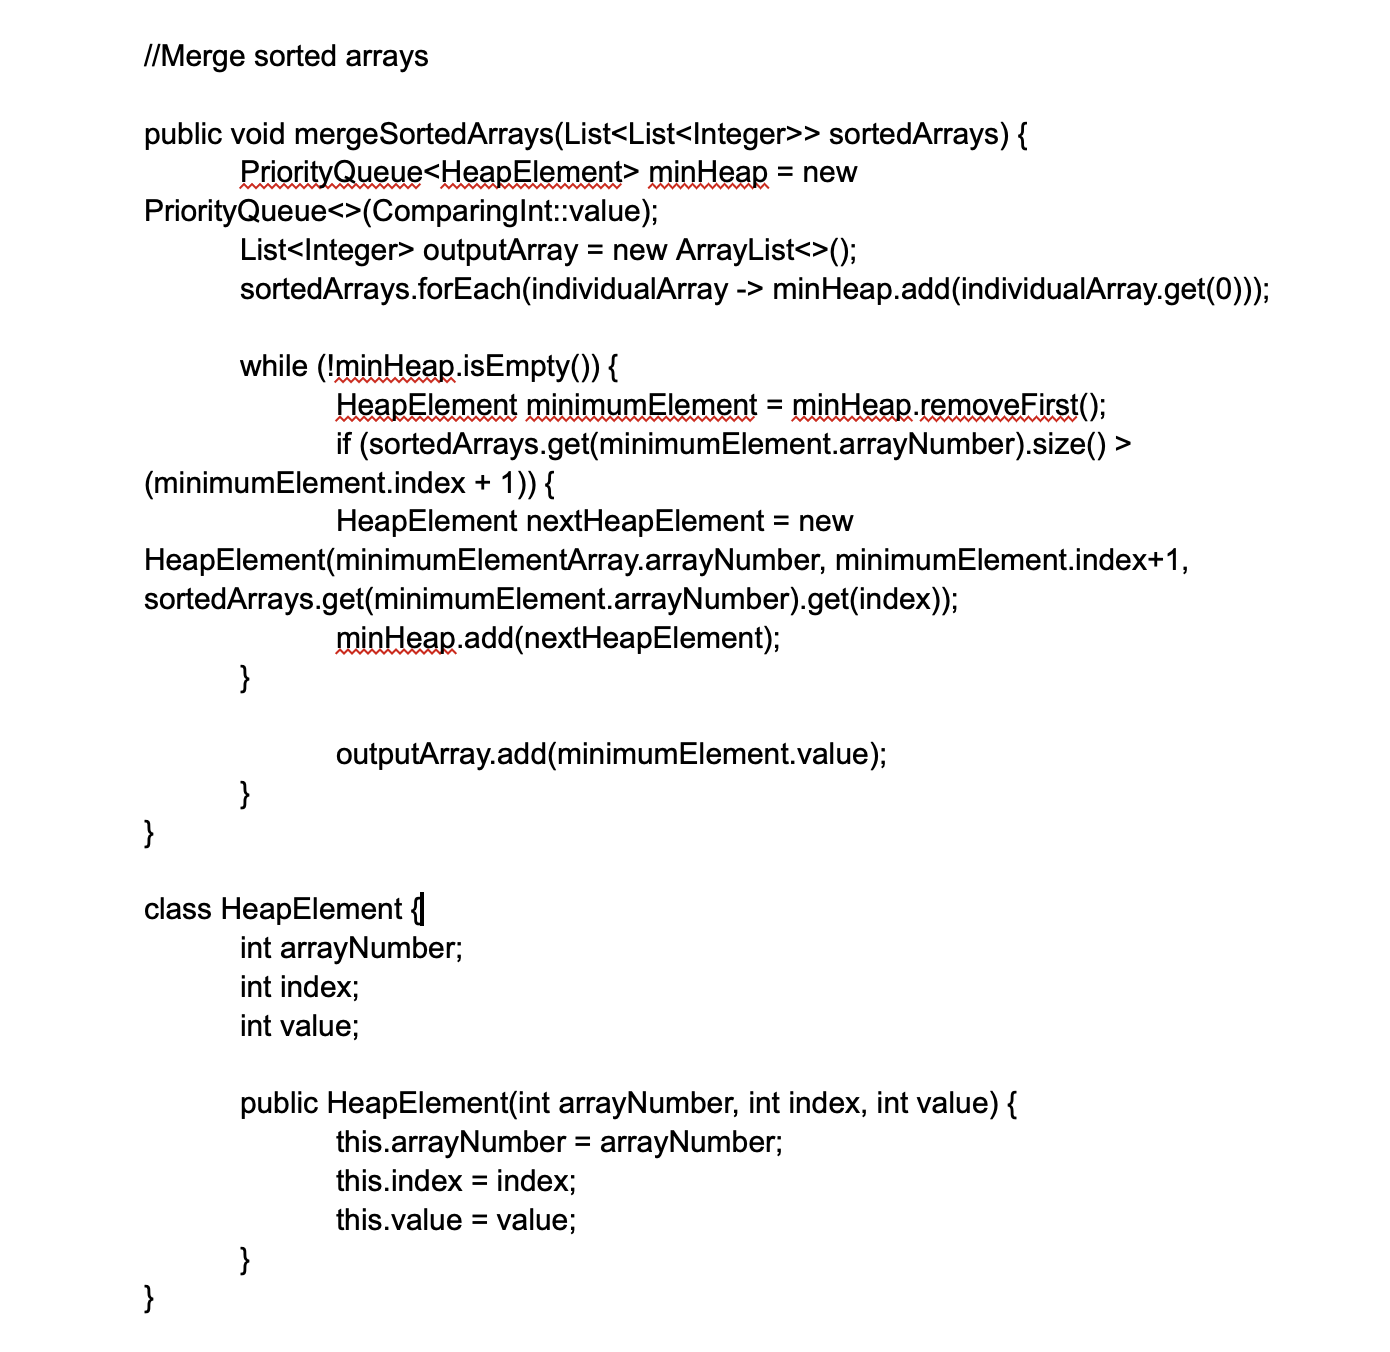 //Merge sorted arrays
public void mergeSortedArrays(List<List<Integer>> sortedArrays) {
PriorityQueue<HeapElement> minHeap = new
PriorityQueue<>(ComparingInt::value);
List<Integer> outputArray = new ArrayList<>();
sortedArrays.forEach(individualArray -> minHeap.add(individualArray.get(0)));
while (!minHeap.isEmpty()) {
HeapElement minimumElement = minHeap.removeFirst();
if (sortedArrays.get(minimumElement.arrayNumber).size() >
(minimumElement.index + 1)) {
HeapElement nextHeapElement = new
HeapElement(minimumElementArray.arrayNumber, minimumElement.index+1,
sortedArrays.get(minimumElement.arrayNumber).get(index));
minHeap.add(nextHeapElement);
}
outputArray.add(minimumElement.value);
}
}
class HeapElement {
int arrayNumber;
int index;
int value;
public HeapElement(int arrayNumber, int index, int value) {
this.arrayNumber = arrayNumber;
this.index = index;
this.value = value;
}
}